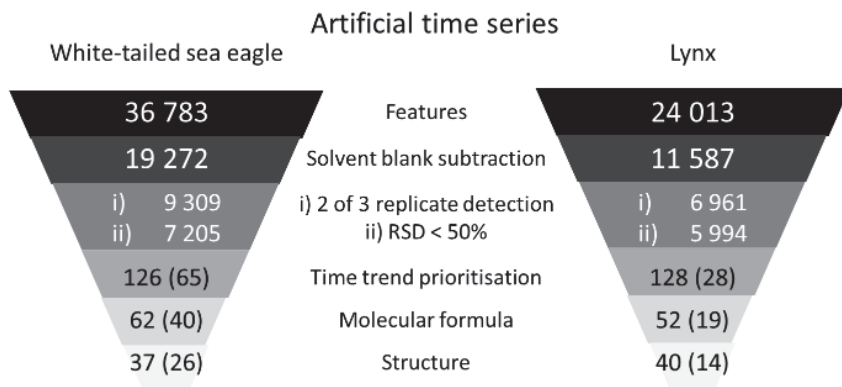 Artificial time series
White-tailed sea eagle
Lynx
36 783
Features
24 013
19 272
Solvent blank subtraction
11 587
i) 9 309
i) 2 of 3 replicate detection
i) 6 961
ii) 7 205
ii) RSD < 50%
ii) 5 994
126 (65)
Time trend prioritisation
128 (28)
62 (40)
Molecular formula
52 (19)
37 (26)
Structure
40 (14)